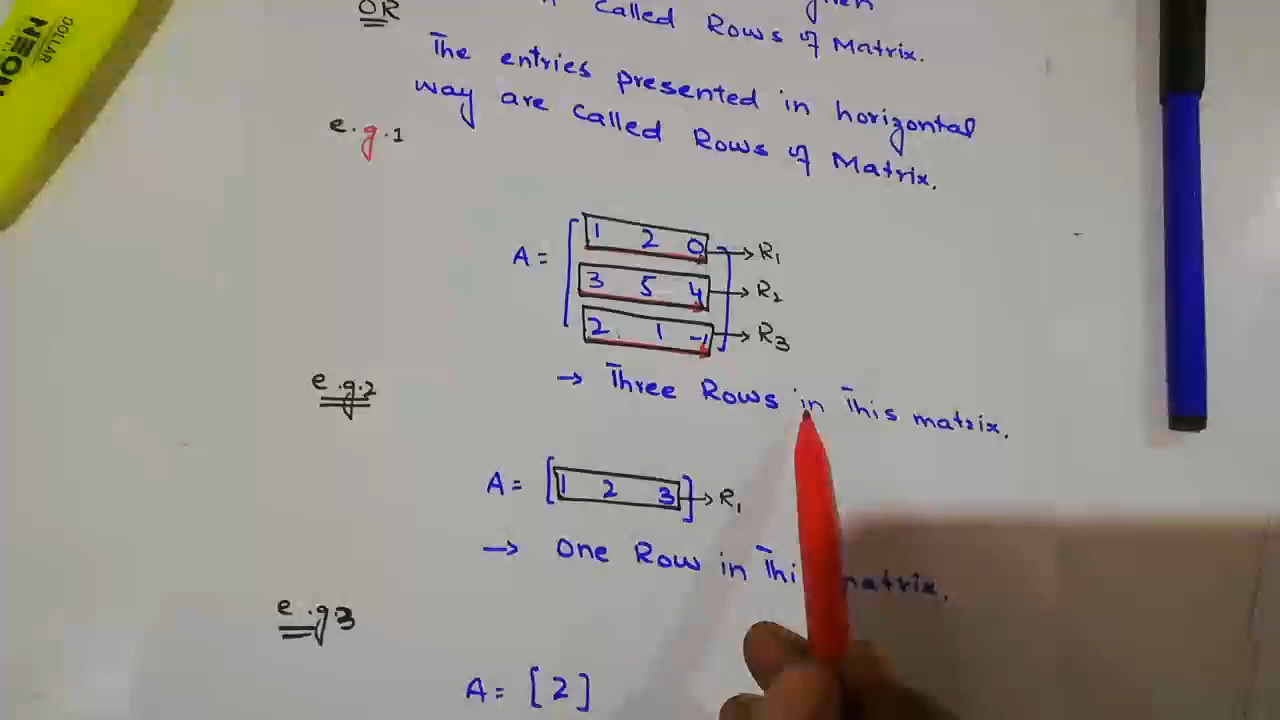 OR
called Rows of Matrix.
The entries presented in horizontal
way are called Rows of Matrix.
e.g.1
A = [1 2 0] → R1
[3 5 4] → R2
[2 1 -1] → R3
→ Three Rows in This matrix.
e.g.2
A = [1 2 3] → R1
→ One Row in matrix.
e.g3
A = [2]
DOLLAR
NEON